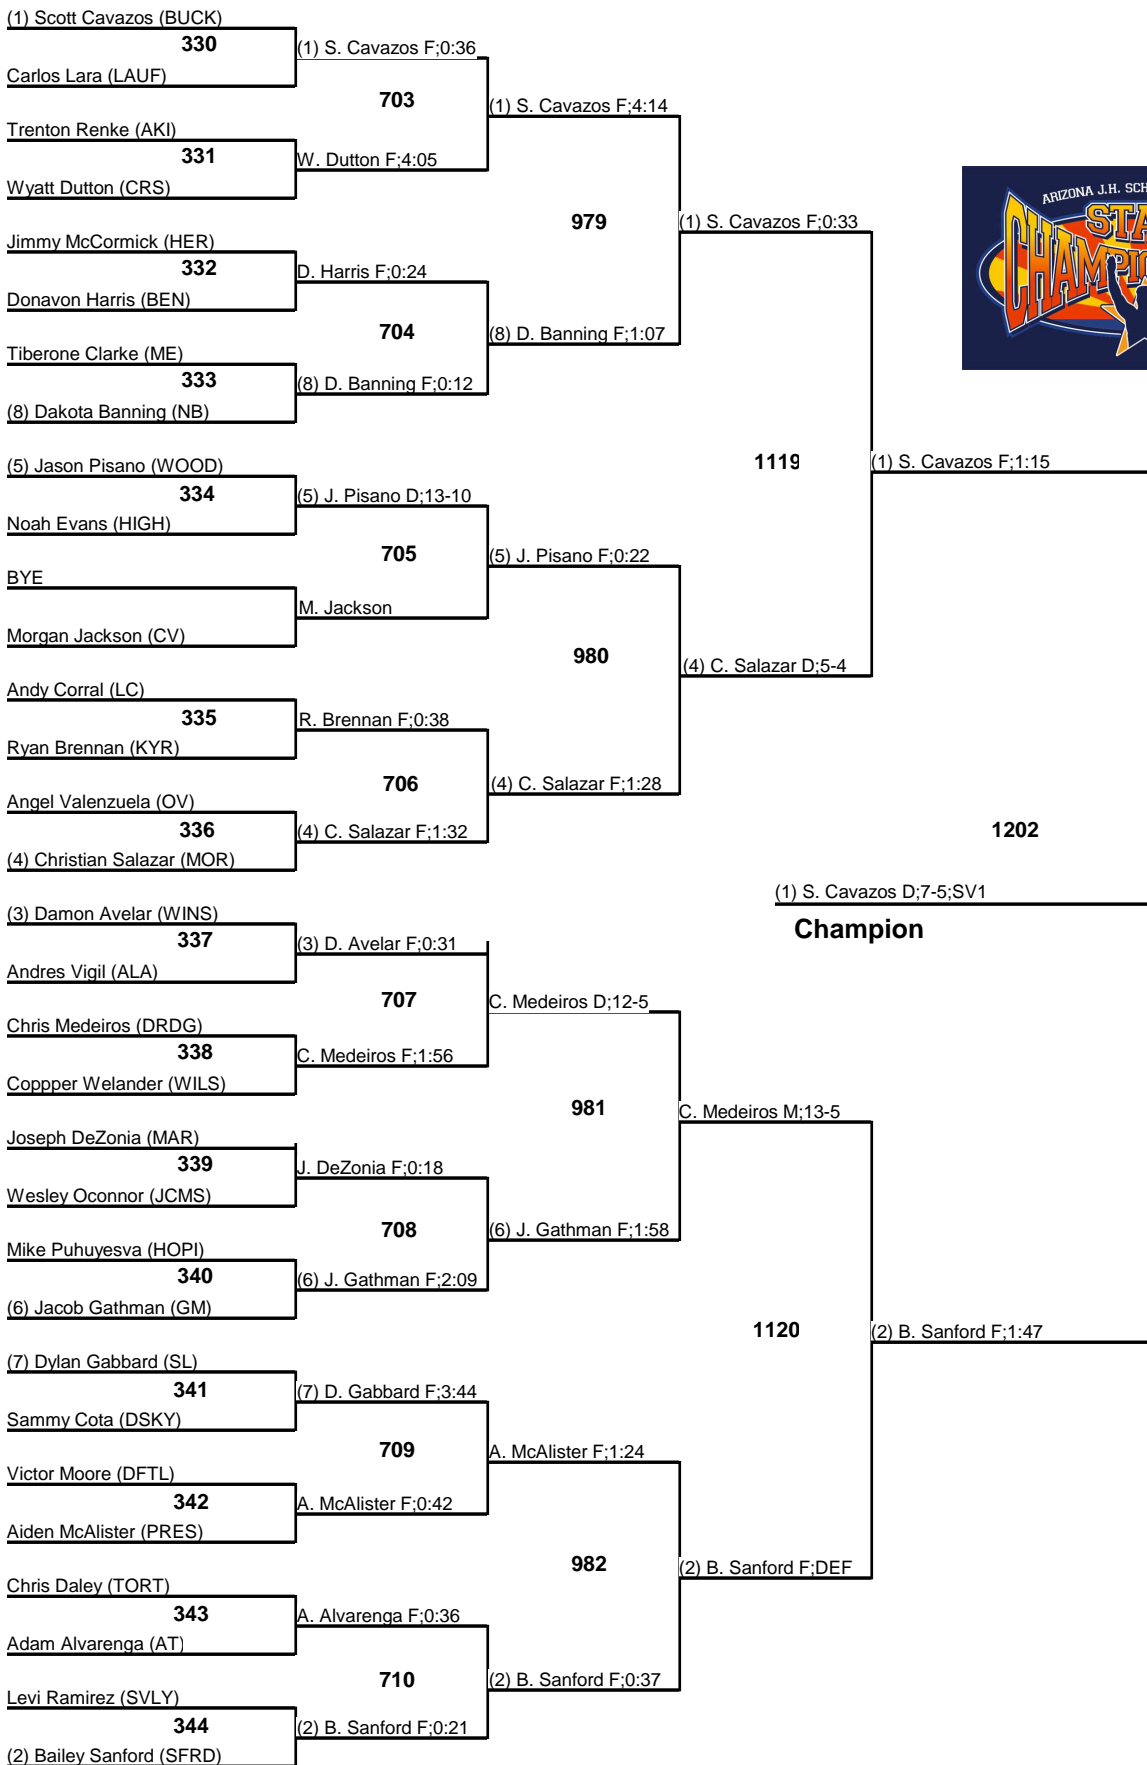 (1) Scott Cavazos (BUCK)
330
(1) S. Cavazos F;0:36
Carlos Lara (LAUF)
703
(1) S. Cavazos F;4:14
Trenton Renke (AKI)
331
W. Dutton F;4:05
Wyatt Dutton (CRS)
979
(1) S. Cavazos F;0:33
Jimmy McCormick (HER)
332
D. Harris F;0:24
Donavon Harris (BEN)
704
(8) D. Banning F;1:07
Tiberone Clarke (ME)
333
(8) D. Banning F;0:12
(8) Dakota Banning (NB)
ARIZONA J.H. SCH
STA
CHAMPIO
1119
(1) S. Cavazos F;1:15
(5) Jason Pisano (WOOD)
334
(5) J. Pisano D;13-10
Noah Evans (HIGH)
705
(5) J. Pisano F;0:22
BYE
M. Jackson
Morgan Jackson (CV)
980
(4) C. Salazar D;5-4
Andy Corral (LC)
335
R. Brennan F;0:38
Ryan Brennan (KYR)
706
(4) C. Salazar F;1:28
Angel Valenzuela (OV)
336
(4) C. Salazar F;1:32
(4) Christian Salazar (MOR)
1202
(1) S. Cavazos D;7-5;SV1
Champion
(3) Damon Avelar (WINS)
337
(3) D. Avelar F;0:31
Andres Vigil (ALA)
707
C. Medeiros D;12-5
Chris Medeiros (DRDG)
338
C. Medeiros F;1:56
Coppper Welander (WILS)
981
C. Medeiros M;13-5
Joseph DeZonia (MAR)
339
J. DeZonia F;0:18
Wesley Oconnor (JCMS)
708
(6) J. Gathman F;1:58
Mike Puhuyesva (HOPI)
340
(6) J. Gathman F;2:09
(6) Jacob Gathman (GM)
1120
(2) B. Sanford F;1:47
(7) Dylan Gabbard (SL)
341
(7) D. Gabbard F;3:44
Sammy Cota (DSKY)
709
A. McAlister F;1:24
Victor Moore (DFTL)
342
A. McAlister F;0:42
Aiden McAlister (PRES)
982
(2) B. Sanford F;DEF
Chris Daley (TORT)
343
A. Alvarenga F;0:36
Adam Alvarenga (AT)
710
(2) B. Sanford F;0:37
Levi Ramirez (SVLY)
344
(2) B. Sanford F;0:21
(2) Bailey Sanford (SFRD)